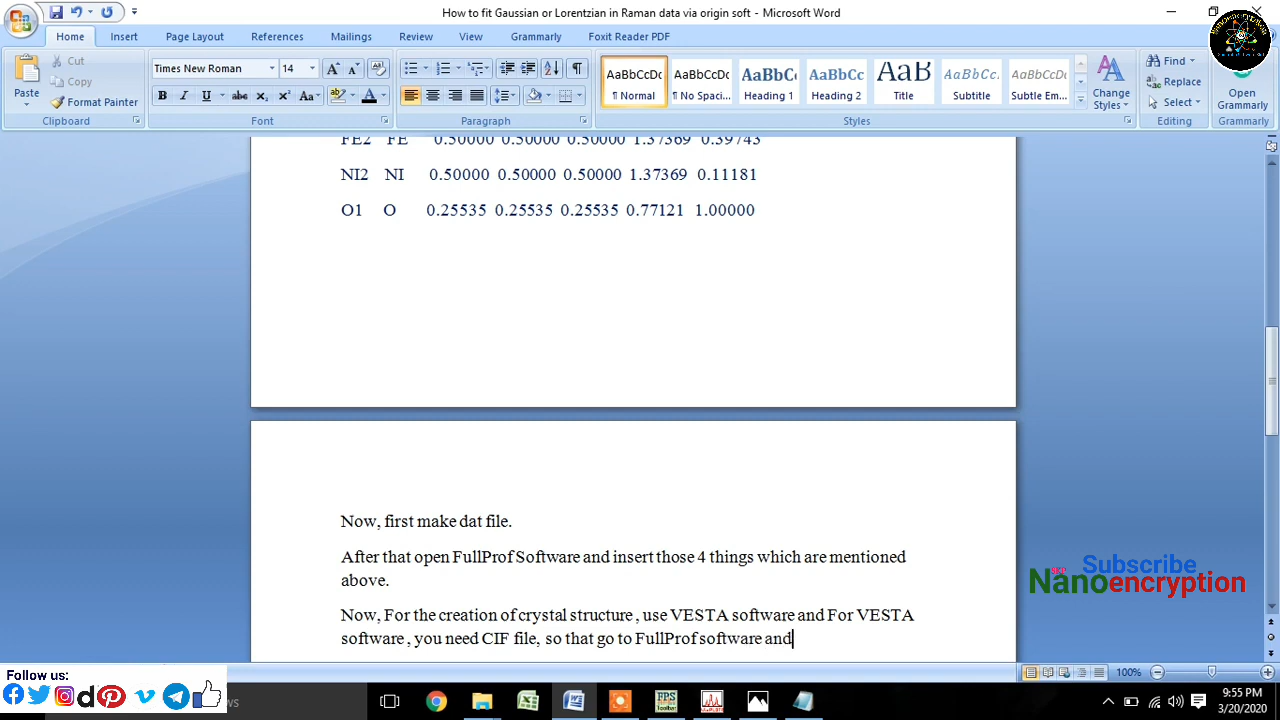 How to fit Gaussian or Lorentzian in Raman data via origin soft - Microsoft Word
Home Insert Page Layout References Mailings Review View Grammarly Foxit Reader PDF
Cut
Copy
Format Painter
Paste
Clipboard
Times New Roman 14
Font
Paragraph
AaBbCcDc AaBbCcDc AaBbC AaBbCc AaB AaBbCc. AaBbCcDc
¶ Normal ¶ No Spaci... Heading 1 Heading 2 Title Subtitle Subtle Em...
Change
Styles
Styles
Find
Replace
Select
Editing
Open
Grammarly
Grammarly
FE2 FE 0.50000 0.50000 0.50000 1.37369 0.39743
NI2 NI 0.50000 0.50000 0.50000 1.37369 0.11181
O1 O 0.25535 0.25535 0.25535 0.77121 1.00000
Now, first make dat file.
After that open FullProf Software and insert those 4 things which are mentioned
above.
Now, For the creation of crystal structure , use VESTA software and For VESTA
software , you need CIF file, so that go to FullProf software and
Subscribe
Nanoencryption
Follow us:
100%
9:55 PM
3/20/2020